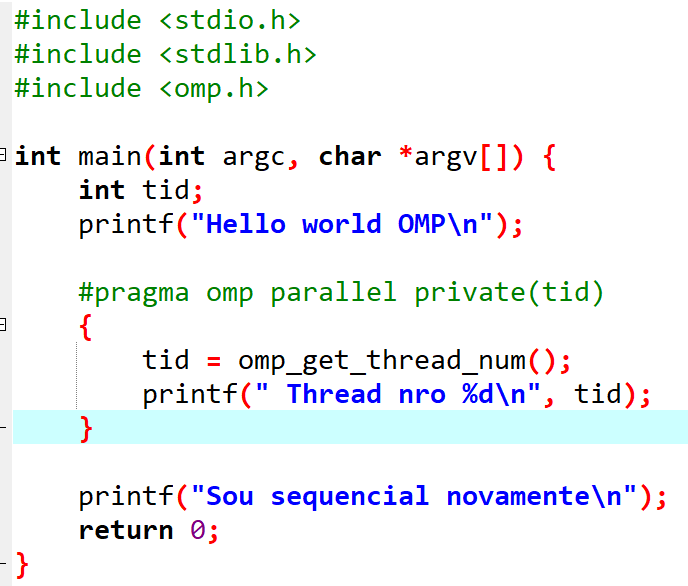 #include <stdio.h>
#include <stdlib.h>
#include <omp.h>
int main(int argc, char *argv[]) {
    int tid;
    printf("Hello world OMP\n");
    #pragma omp parallel private(tid)
    {
        tid = omp_get_thread_num();
        printf(" Thread nro %d\n", tid);
    }
    printf("Sou sequencial novamente\n");
    return 0;
}